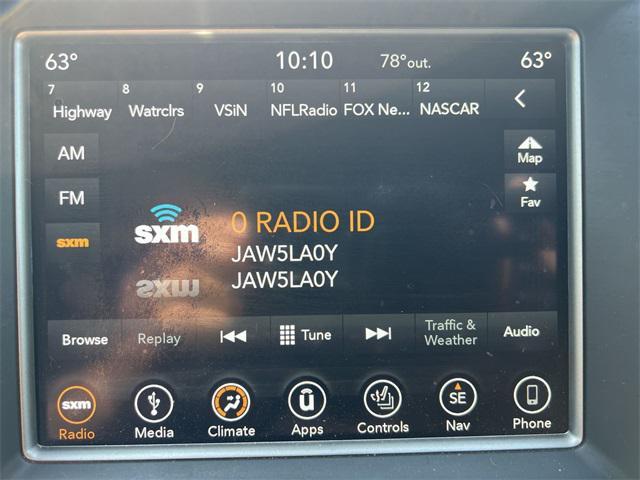 63° 10:10 78°out. 63°
7 8 9 10 11 12
Highway Watrclrs VSiN NFLRadio FOX Ne... NASCAR
AM
Map
FM
Fav
sxm
sxm
0 RADIO ID
JAW5LA0Y
JAW5LA0Y
Browse Replay Tune Traffic & Weather Audio
sxm SE
Radio Media Climate Apps Controls Nav Phone